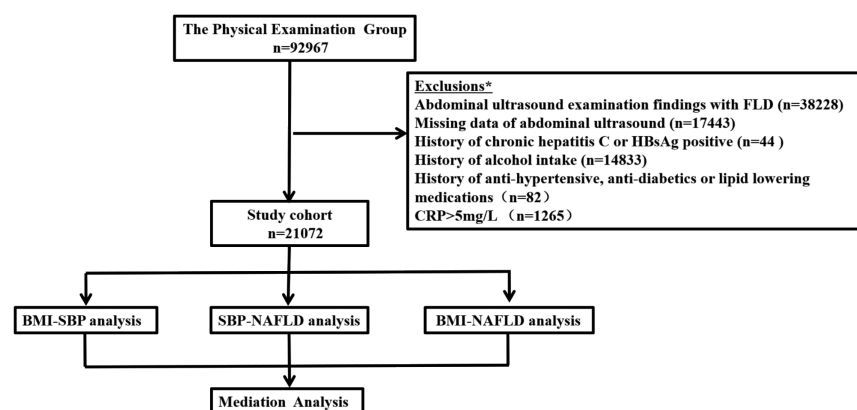 The Physical Examination Group
n=92967
Exclusions*
Abdominal ultrasound examination findings with FLD (n=38228)
Missing data of abdominal ultrasound (n=17443)
History of chronic hepatitis C or HBsAg positive (n=44 )
History of alcohol intake (n=14833)
History of anti-hypertensive, anti-diabetics or lipid lowering
medications（n=82）
CRP>5mg/L （n=1265）
Study cohort
n=21072
BMI-SBP analysis
SBP-NAFLD analysis
BMI-NAFLD analysis
Mediation Analysis